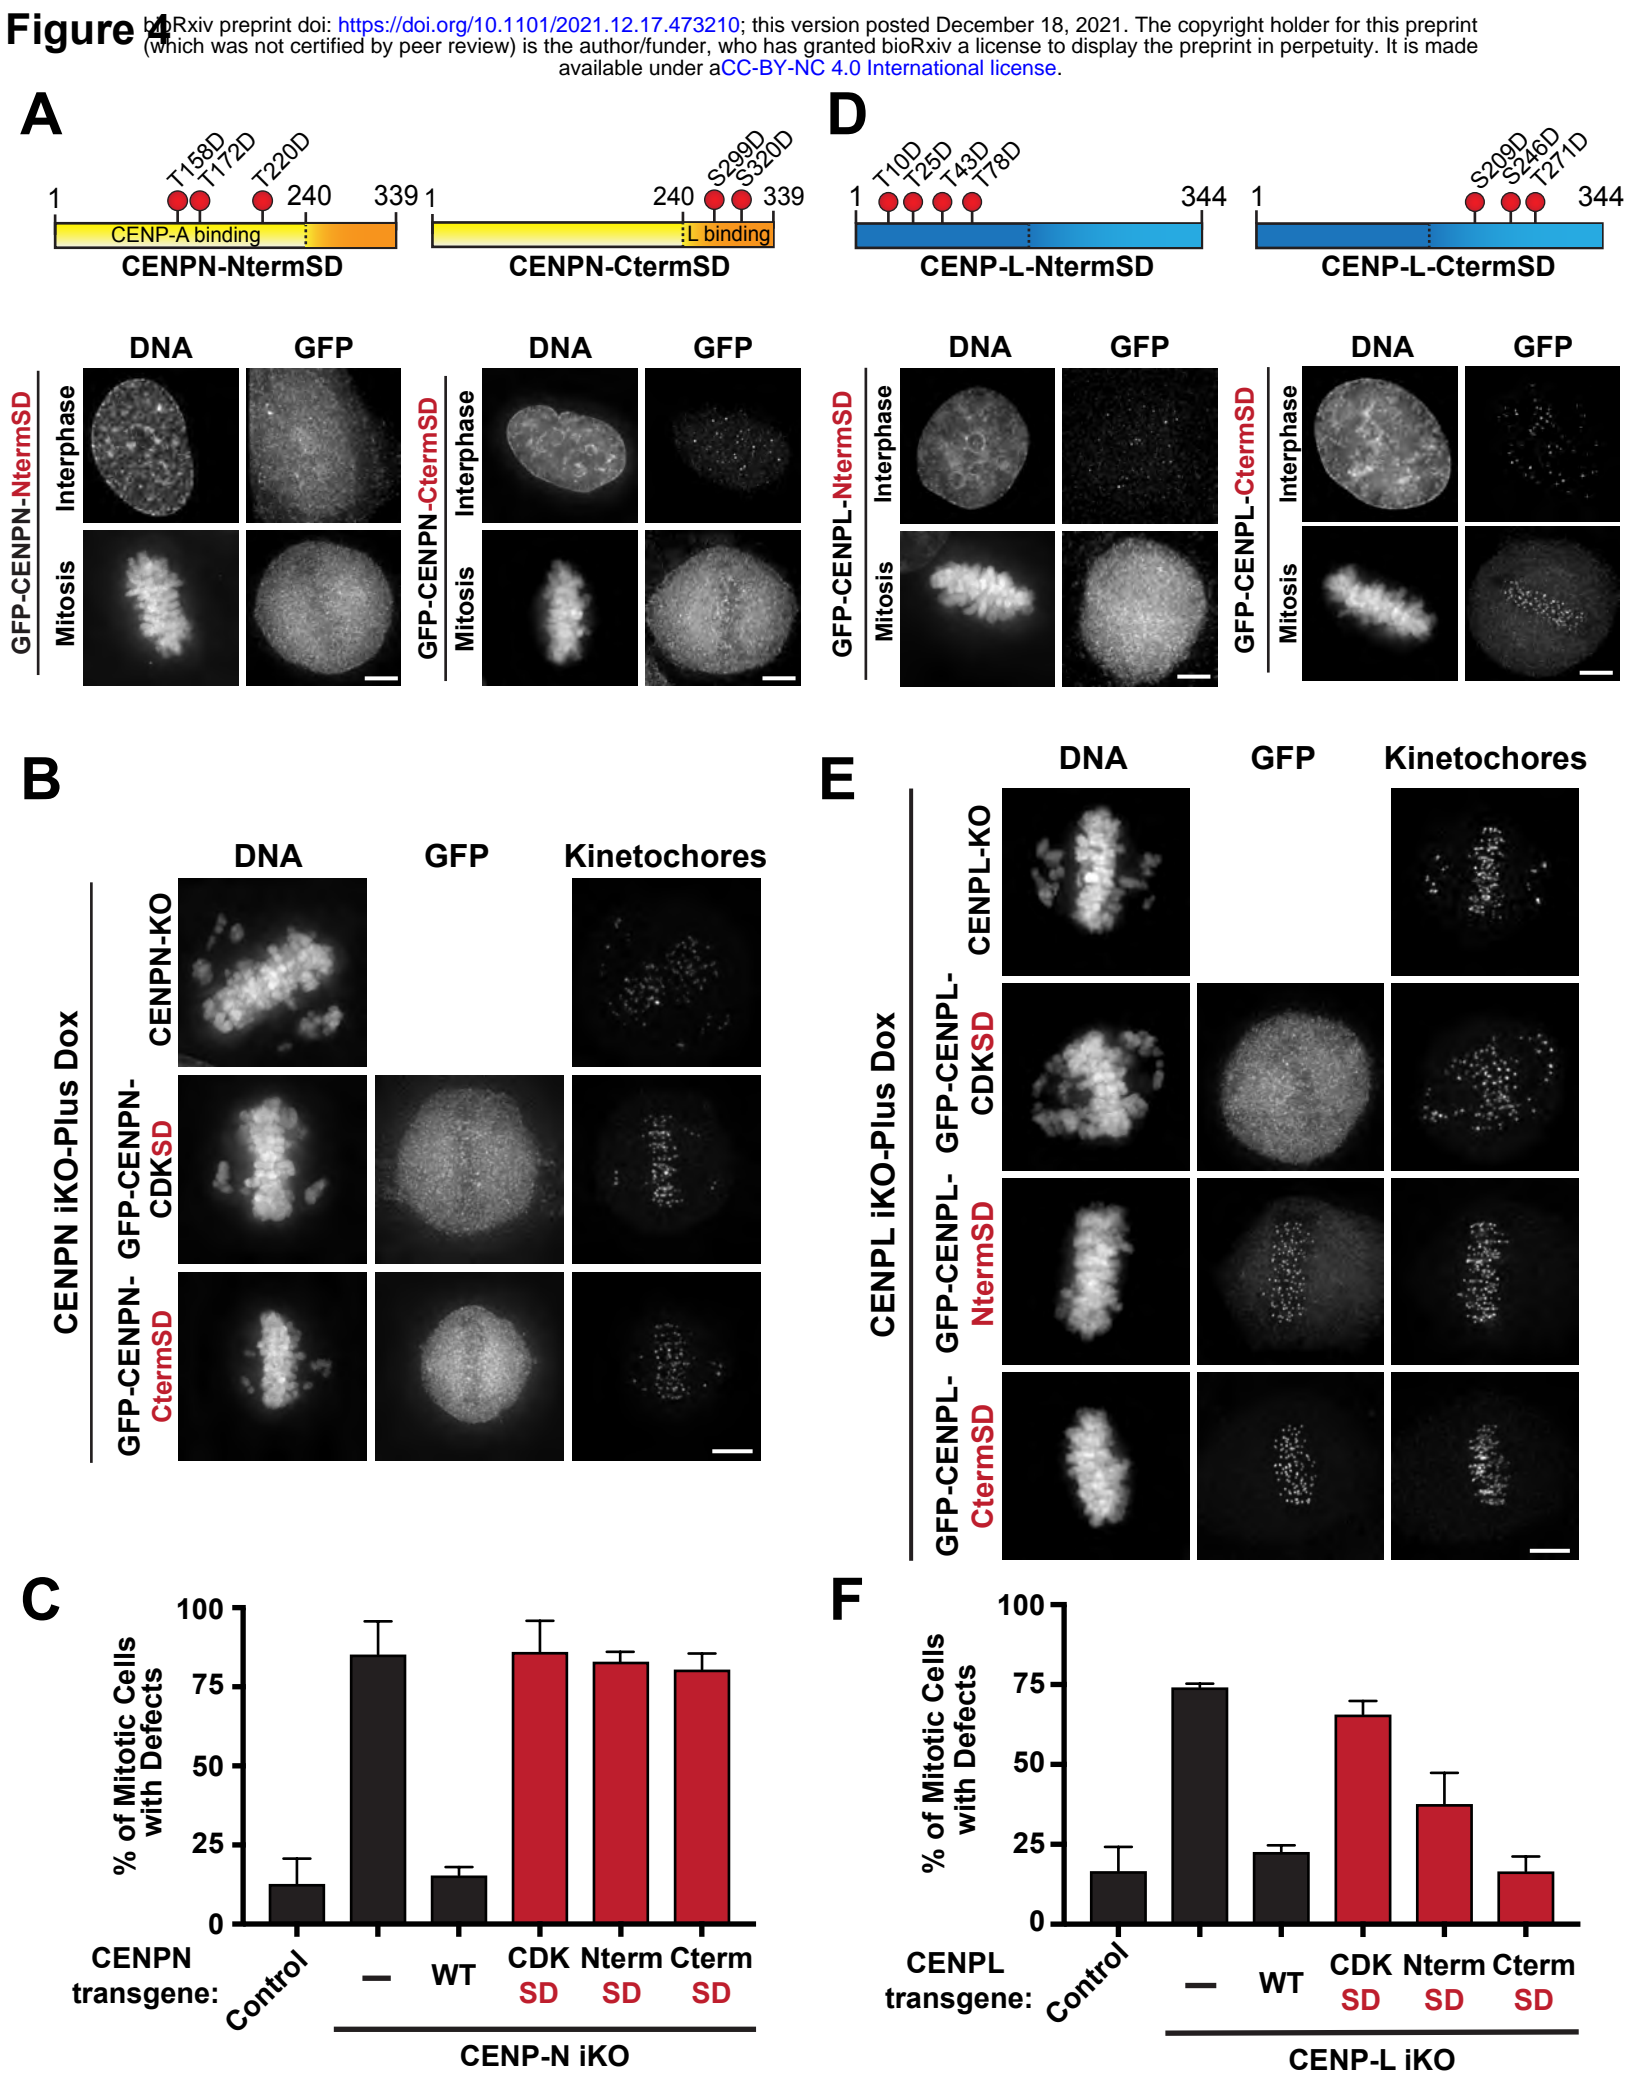 Figure 4
bioRxiv preprint doi: https://doi.org/10.1101/2021.12.17.473210; this version posted December 18, 2021. The copyright holder for this preprint
(which was not certified by peer review) is the author/funder, who has granted bioRxiv a license to display the preprint in perpetuity. It is made
available under aCC-BY-NC 4.0 International license.
A
T158D
T172D
T220D
1
240
339
CENP-A binding
CENPN-NtermSD
S299D
S320D
1
240
339
L binding
CENPN-CtermSD
DNA
GFP
DNA
GFP
GFP-CENPN-NtermSD
Interphase
Mitosis
GFP-CENPN-CtermSD
Interphase
Mitosis
D
T10D
T25D
T43D
T78D
1
344
CENP-L-NtermSD
S209D
S246D
T271D
1
344
CENP-L-CtermSD
DNA
GFP
DNA
GFP
GFP-CENPL-NtermSD
Interphase
Mitosis
GFP-CENPL-CtermSD
Interphase
Mitosis
B
DNA
GFP
Kinetochores
CENPN iKO-Plus Dox
CENPN-KO
GFP-CENPN-
CDKSD
GFP-CENPN-
CtermSD
E
DNA
GFP
Kinetochores
CENPL iKO-Plus Dox
CENPL-KO
GFP-CENPL-
CDKSD
GFP-CENPL-
NtermSD
GFP-CENPL-
CtermSD
C
% of Mitotic Cells
with Defects
100
75
50
25
0
CENPN
transgene:
Control
–
WT
CDK
SD
Nterm
SD
Cterm
SD
CENP-N iKO
F
% of Mitotic Cells
with Defects
100
75
50
25
0
CENPL
transgene:
Control
–
WT
CDK
SD
Nterm
SD
Cterm
SD
CENP-L iKO